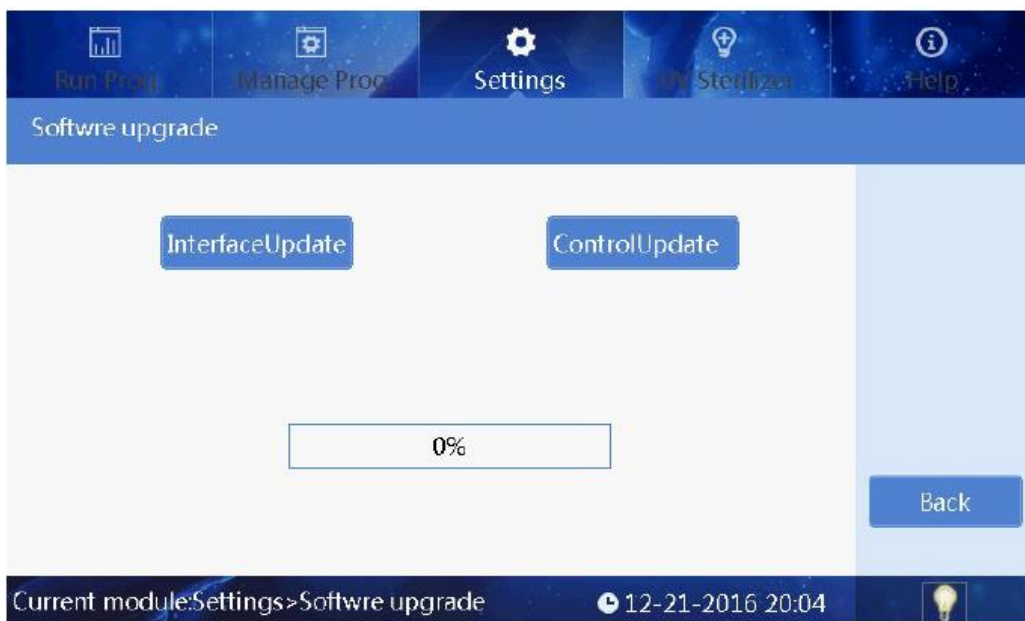 Run Prog
Manage Prog
Settings
UV Sterilizer
Help
Softwre upgrade
InterfaceUpdate
ControlUpdate
0%
Back
Current module:Settings>Softwre upgrade
12-21-2016 20:04